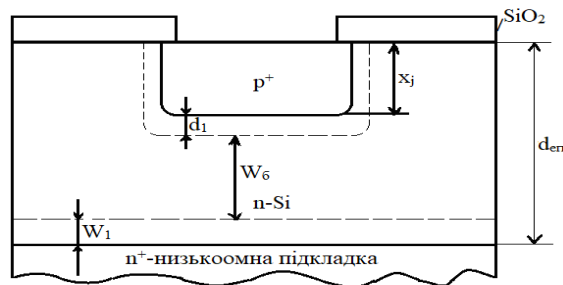 SiO₂
p⁺
xⱼ
d₁
dеп
Wб
n-Si
W₁
n⁺-низькоомна підкладка